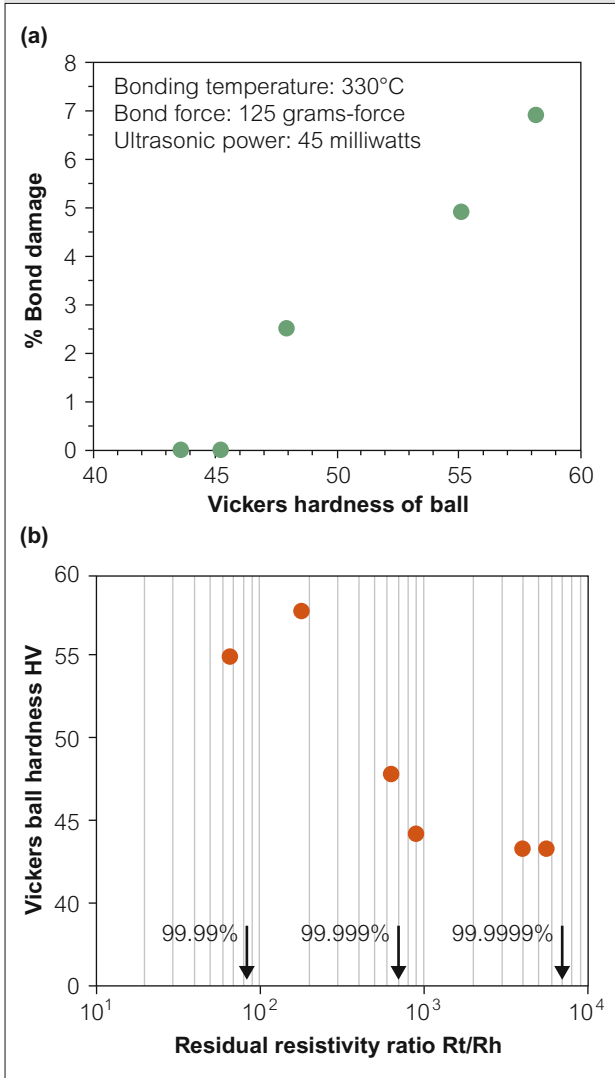 (a)
8
7
6
5
4
3
2
1
0
% Bond damage
Bonding temperature: 330°C
Bond force: 125 grams-force
Ultrasonic power: 45 milliwatts
40 45 50 55 60
Vickers hardness of ball
(b)
60
55
50
45
40
0
Vickers ball hardness HV
99.99% 99.999% 99.9999%
10¹ 10² 10³ 10⁴
Residual resistivity ratio Rt/Rh